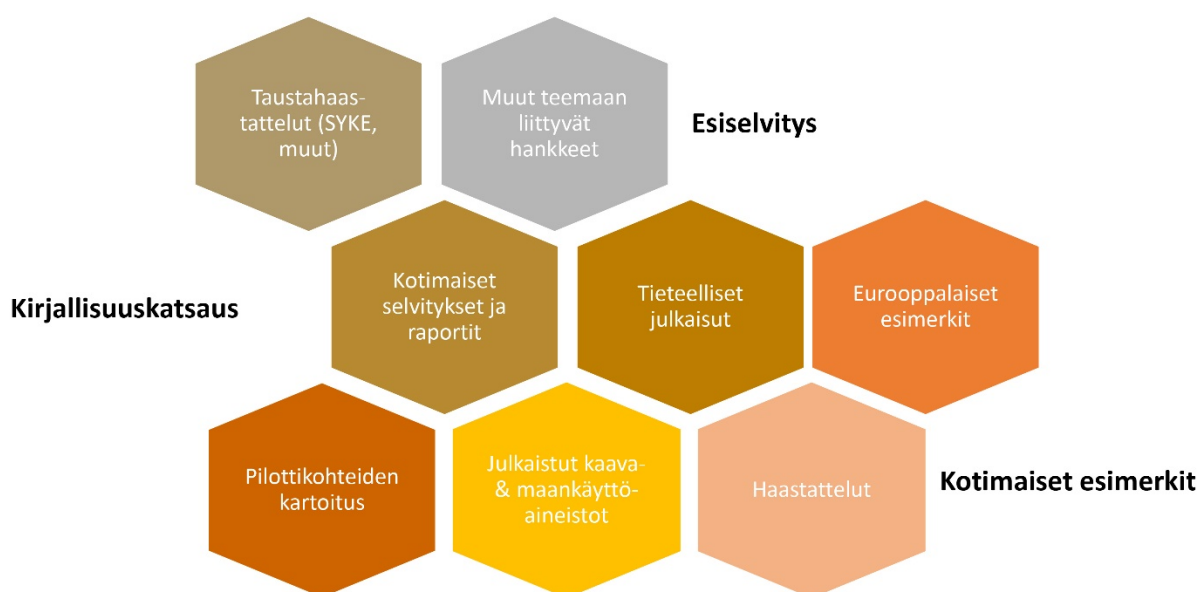 Taustahaas-
tattelut (SYKE,
muut)
Muut teemaan
liittyvät
hankkeet
Esiselvitys
Kirjallisuuskatsaus
Kotimaiset
selvitykset ja
raportit
Tieteelliset
julkaisut
Eurooppalaiset
esimerkit
Pilottikohteiden
kartoitus
Julkaistut kaava-
& maankäyttö-
aineistot
Haastattelut
Kotimaiset esimerkit